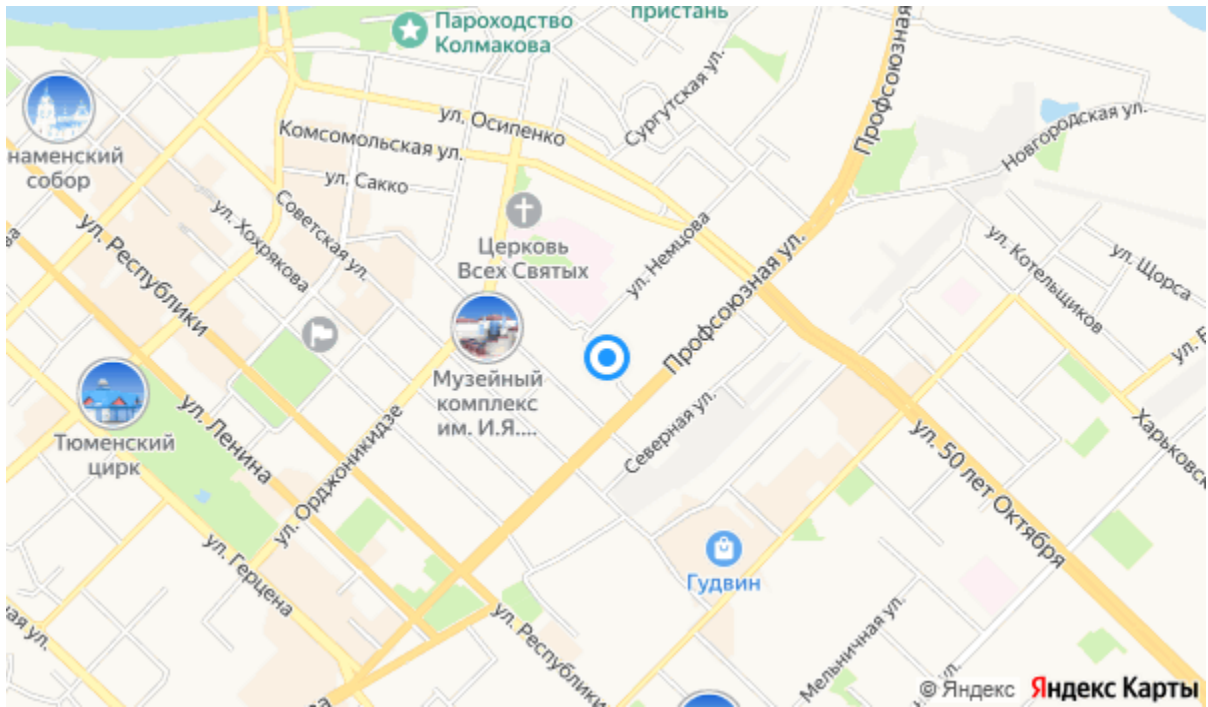 Пароходство
Колмакова
пристань
Профсоюзная
Сургутская ул.
ул. Осипенко
Комсомольская ул.
Новгородская ул.
наменский
собор
ул. Сакко
Советская ул.
ул. Хохрякова
ул. Республики
Церковь
Всех Святых
ул. Немцова
Профсоюзная ул.
ул. Котельщиков
ул. Щорса
Музейный
комплекс
им. И.Я....
Северная ул.
Тюменский
цирк
ул. Ленина
ул. Орджоникидзе
ул. 50 лет Октября
Харьковск
ул. Герцена
Гудвин
ул. Республики
Мельничная ул.
ая ул.
ул.
© Яндекс Яндекс Карты